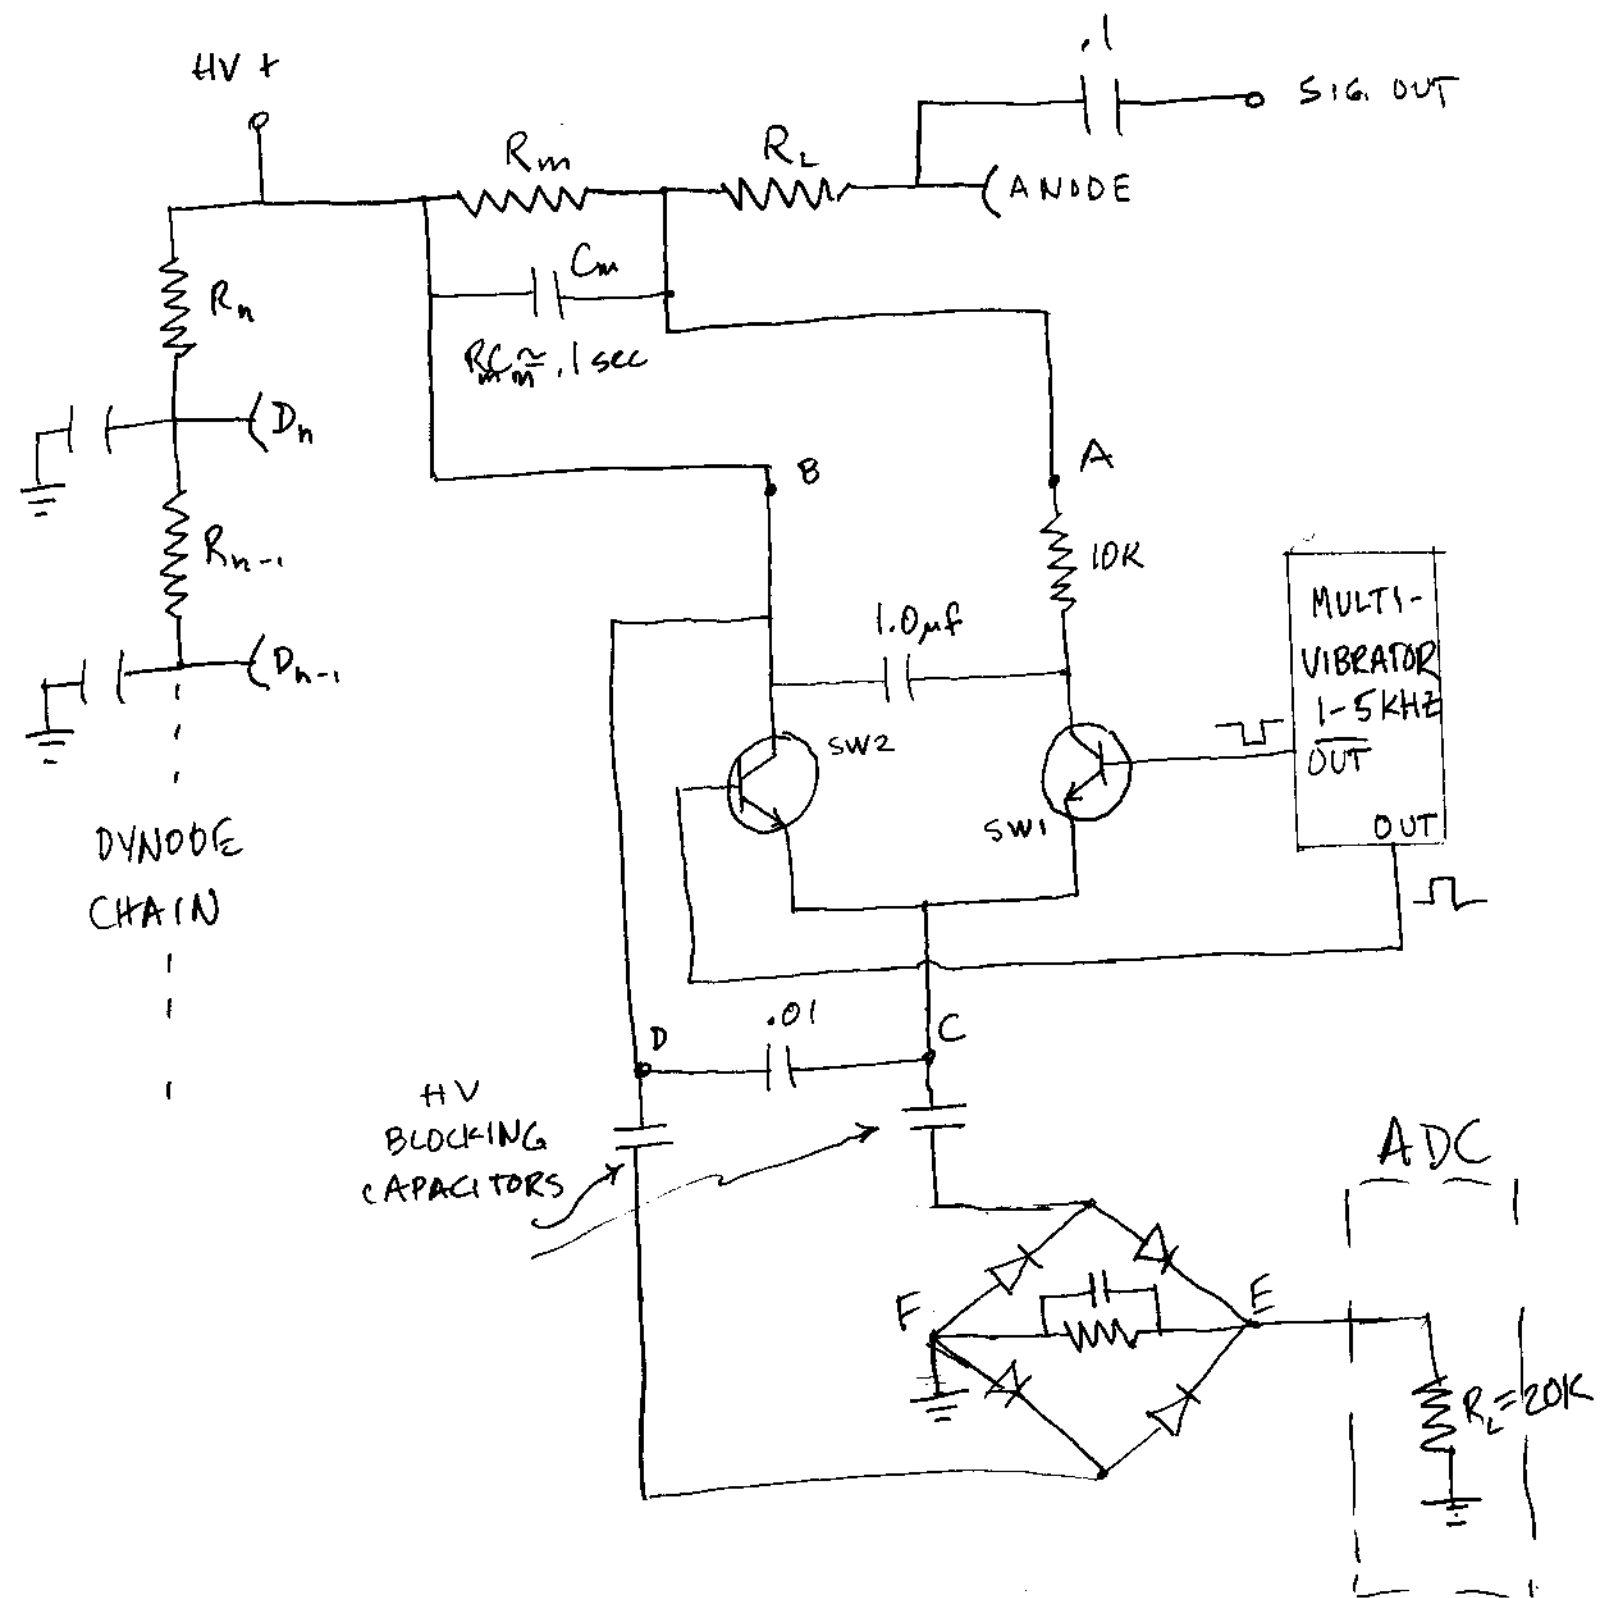 .1
HV +
SIG. OUT
Rm
RL
(ANODE
Cm
Rn
RmCm ≃ .1 sec
(Dn
B
A
Rn-1
10K
MULTI-
VIBRATOR
1-5KHZ
OUT
OUT
1.0µf
(Dn-1
SW2
SW1
DYNODE
CHAIN
.01
D
C
HV
BLOCKING
CAPACITORS
ADC
F
E
RL=20K